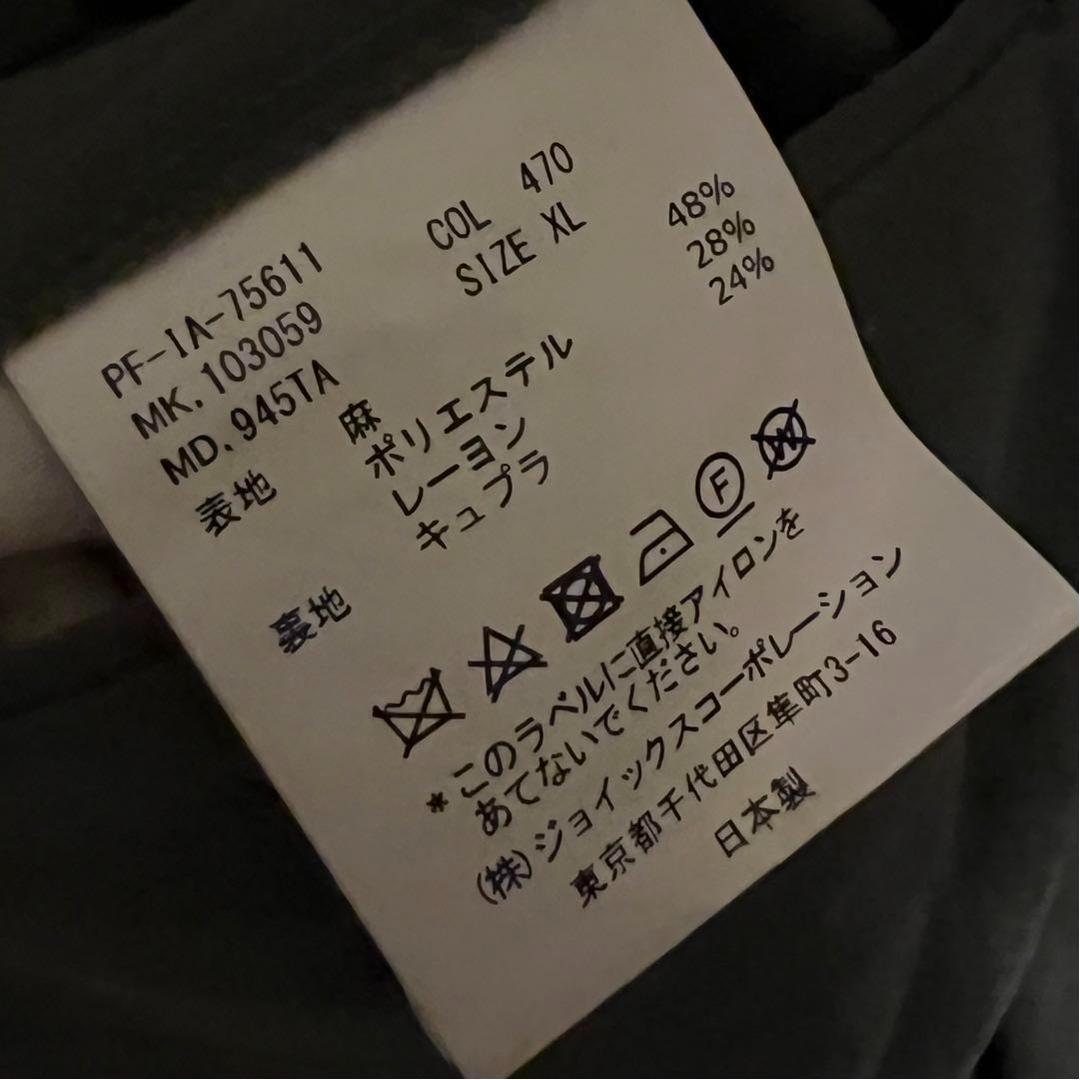 PF-IA-75611
MK.103059 COL 470
MD.945TA SIZE XL
表地 麻 48%
ポリエステル 28%
レーヨン 24%
裏地 キュプラ
F W
*このラベルに直接アイロンを
あてないでください。
(株)ジョイックスコーポレーション
東京都千代田区隼町3-16
日本製